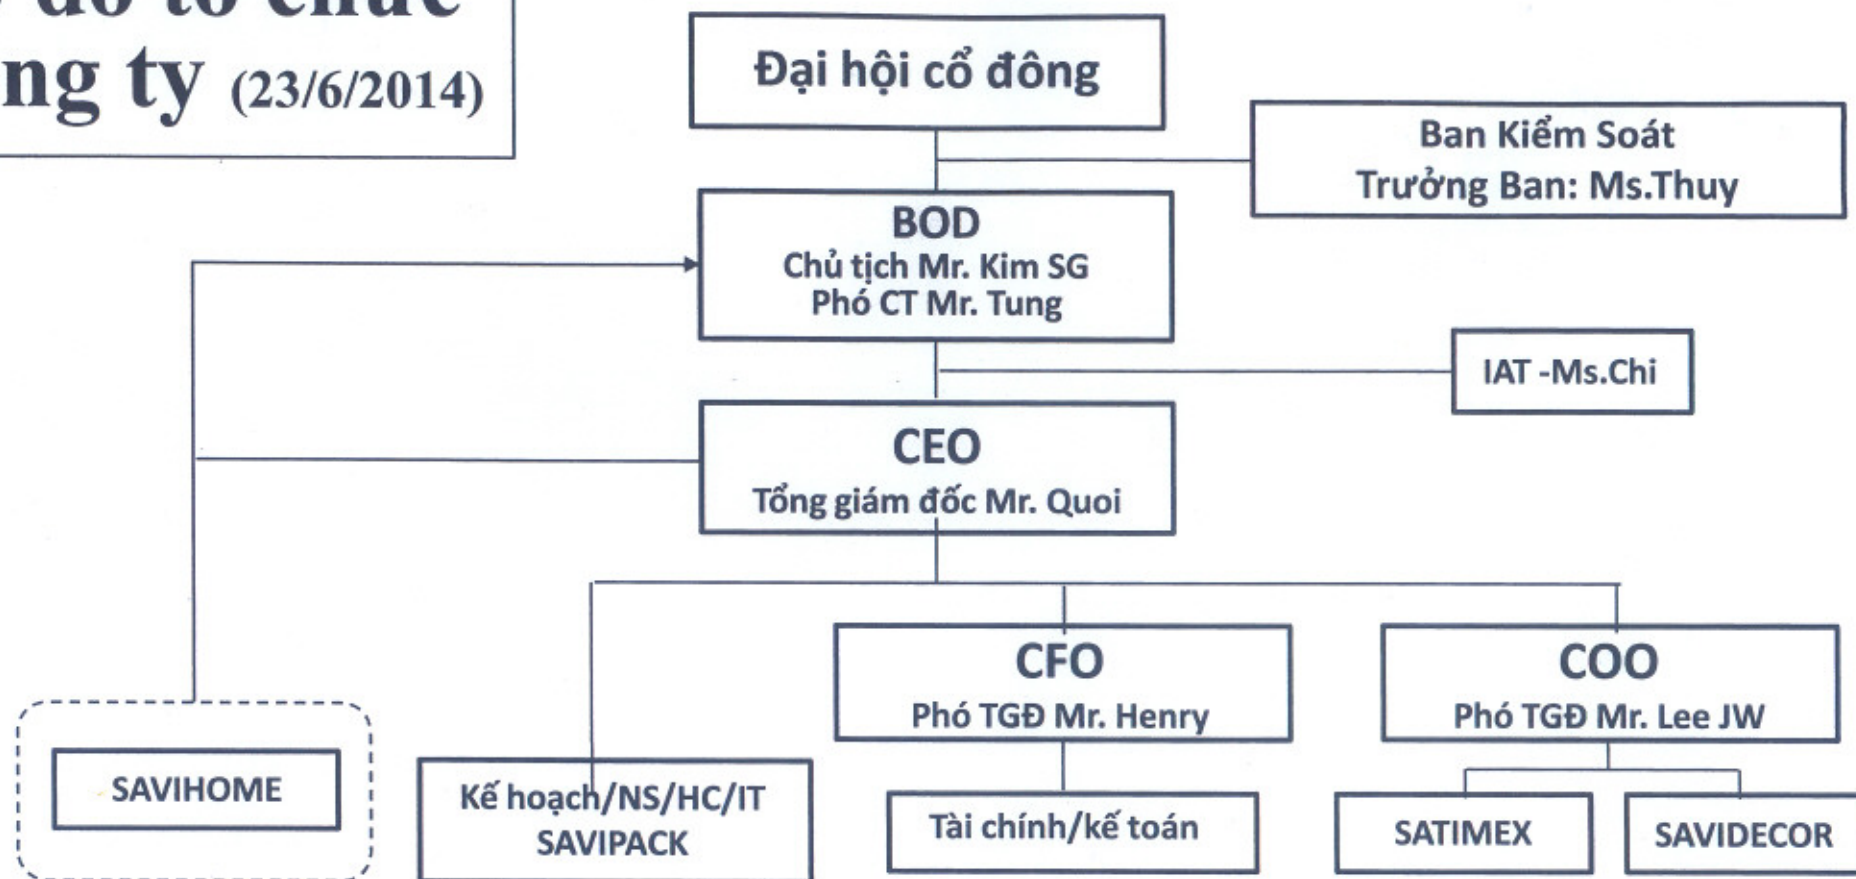 đồ tổ chức
ng ty (23/6/2014)
Đại hội cổ đông
Ban Kiểm Soát
Trưởng Ban: Ms.Thuy
BOD
Chủ tịch Mr. Kim SG
Phó CT Mr. Tung
IAT -Ms.Chi
CEO
Tổng giám đốc Mr. Quoi
CFO
Phó TGĐ Mr. Henry
COO
Phó TGĐ Mr. Lee JW
SAVIHOME
Kế hoạch/NS/HC/IT
SAVIPACK
Tài chính/kế toán
SATIMEX
SAVIDECOR